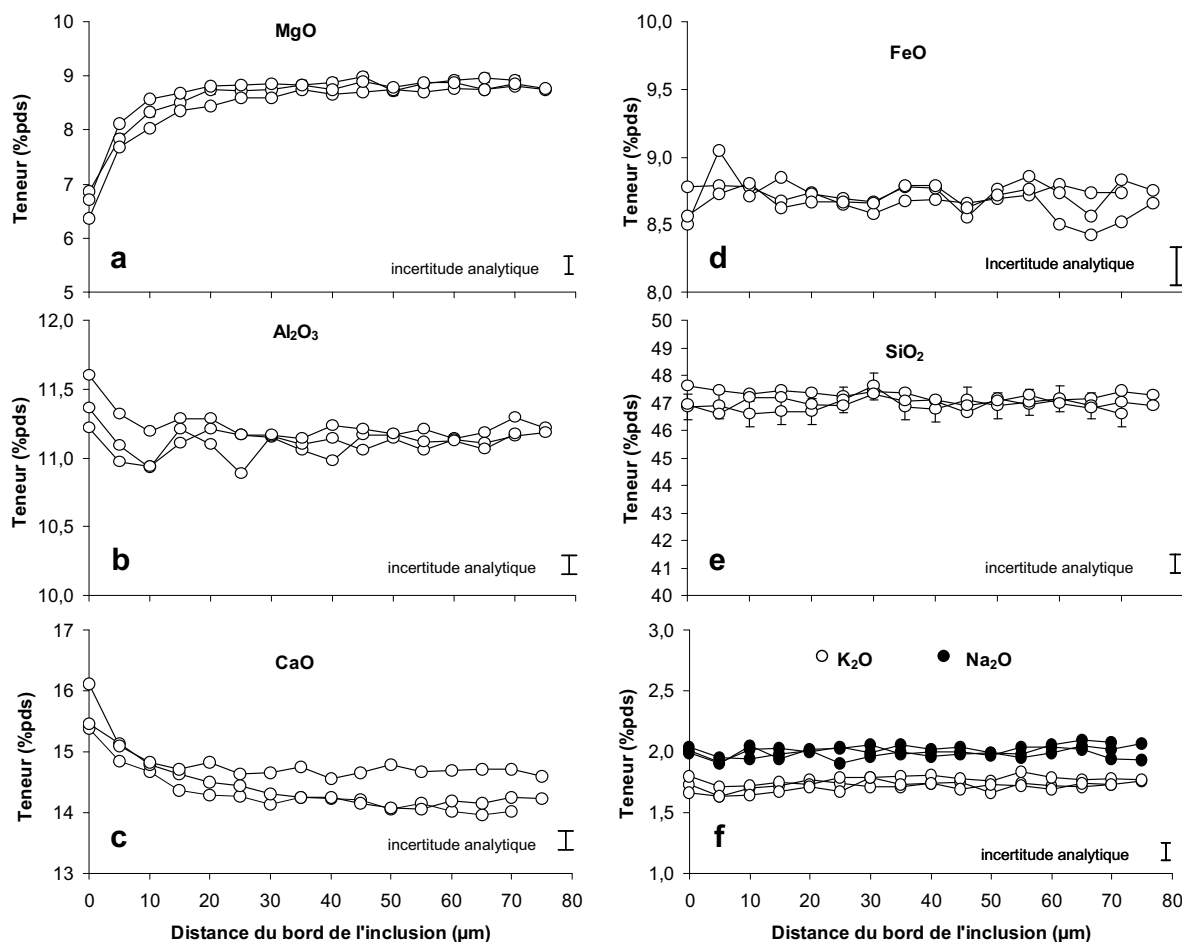 MgO
Teneur (%pds)
10
9
8
7
6
5
a
incertitude analytique
Al₂O₃
Teneur (%pds)
12,0
11,5
11,0
10,5
10,0
b
incertitude analytique
CaO
Teneur (%pds)
17
16
15
14
13
c
incertitude analytique
0 10 20 30 40 50 60 70 80
Distance du bord de l'inclusion (µm)
FeO
Teneur (%pds)
10,0
9,5
9,0
8,5
8,0
d
Incertitude analytique
SiO₂
Teneur (%pds)
50
49
48
47
46
45
44
43
42
41
40
e
incertitude analytique
K₂O Na₂O
Teneur (%pds)
3,0
2,5
2,0
1,5
1,0
f
incertitude analytique
0 10 20 30 40 50 60 70 80
Distance du bord de l'inclusion (µm)